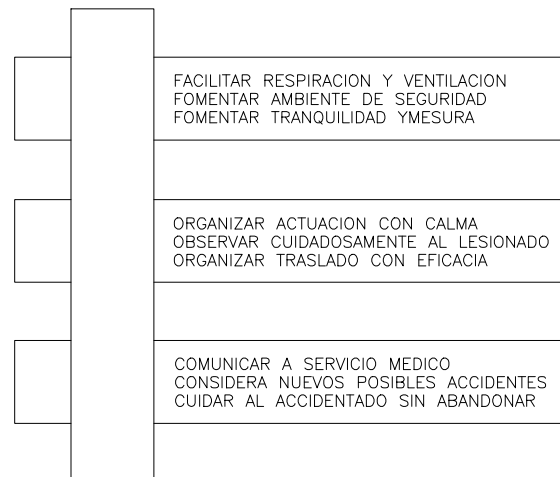 FACILITAR RESPIRACION Y VENTILACION
FOMENTAR AMBIENTE DE SEGURIDAD
FOMENTAR TRANQUILIDAD YMESURA
ORGANIZAR ACTUACION CON CALMA
OBSERVAR CUIDADOSAMENTE AL LESIONADO
ORGANIZAR TRASLADO CON EFICACIA
COMUNICAR A SERVICIO MEDICO
CONSIDERA NUEVOS POSIBLES ACCIDENTES
CUIDAR AL ACCIDENTADO SIN ABANDONAR